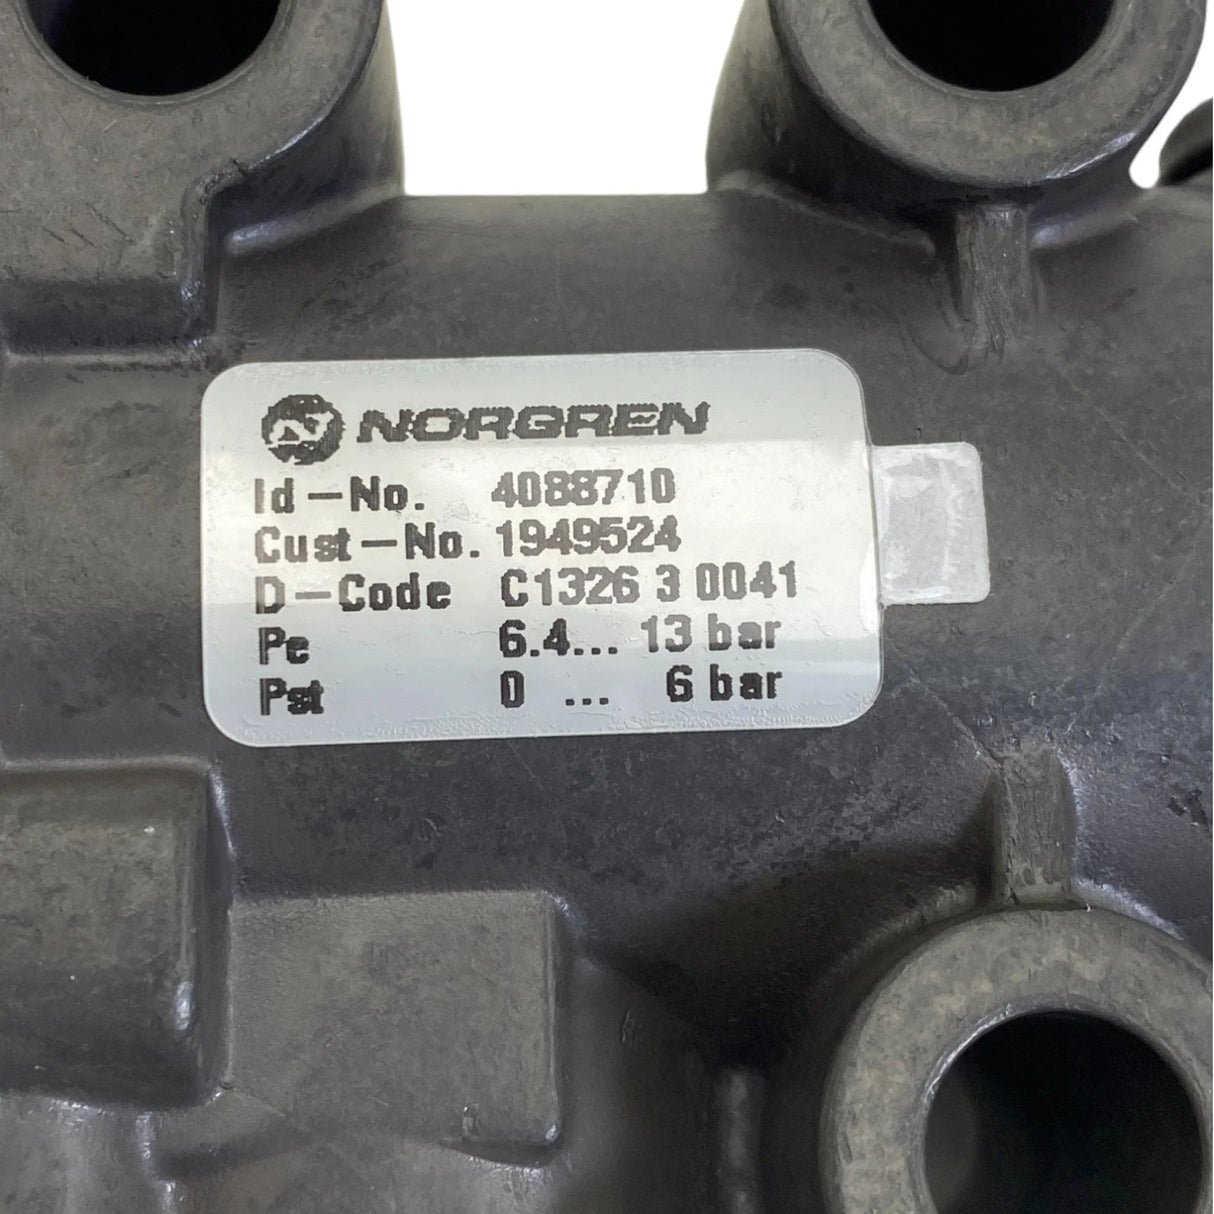 NORGREN
Id-No. 4088710
Cust-No. 1949524
D-Code C1326 3 0041
Pe 6.4... 13 bar
Pst 0 ... 6 bar